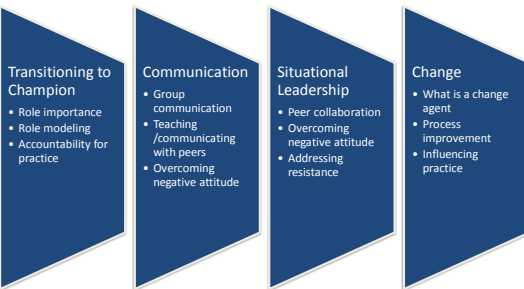 Transitioning to
Champion
• Role importance
• Role modeling
• Accountability for
practice
Communication
• Group
communication
• Teaching
/communicating
with peers
• Overcoming
negative attitude
Situational
Leadership
• Peer collaboration
• Overcoming
negative attitude
• Addressing
resistance
Change
• What is a change
agent
• Process
improvement
• Influencing
practice